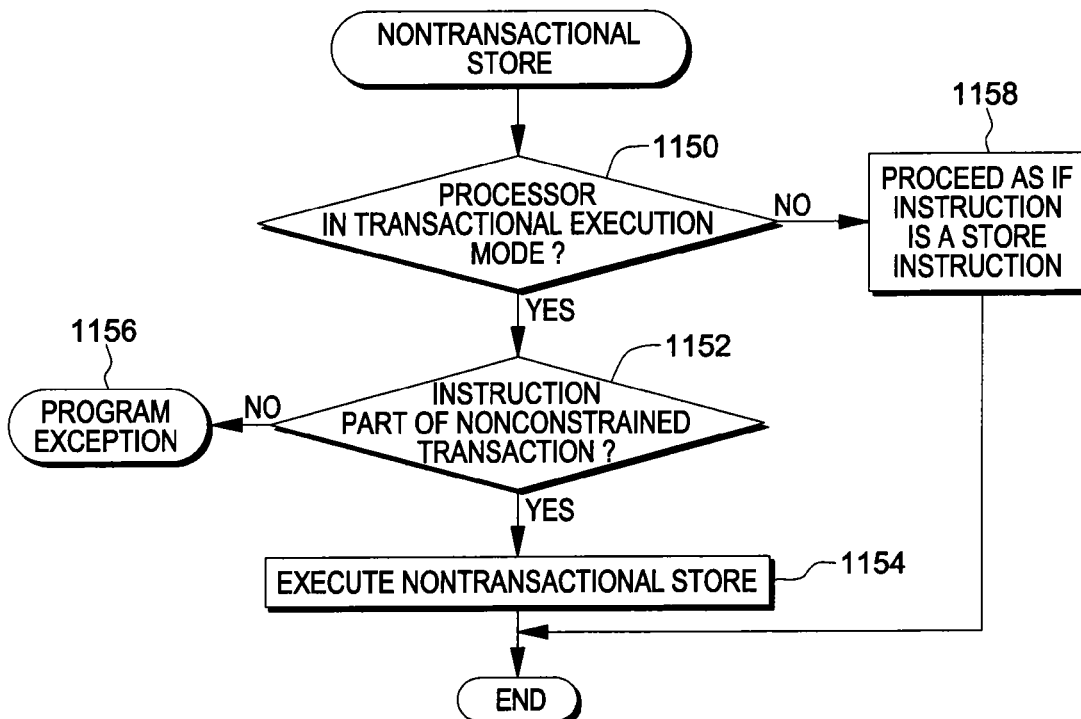 NONTRANSACTIONAL
STORE
1150
PROCESSOR
IN TRANSACTIONAL EXECUTION
MODE ?
NO
1158
PROCEED AS IF
INSTRUCTION
IS A STORE
INSTRUCTION
YES
1152
INSTRUCTION
PART OF NONCONSTRAINED
TRANSACTION ?
NO
1156
PROGRAM
EXCEPTION
YES
EXECUTE NONTRANSACTIONAL STORE
1154
END